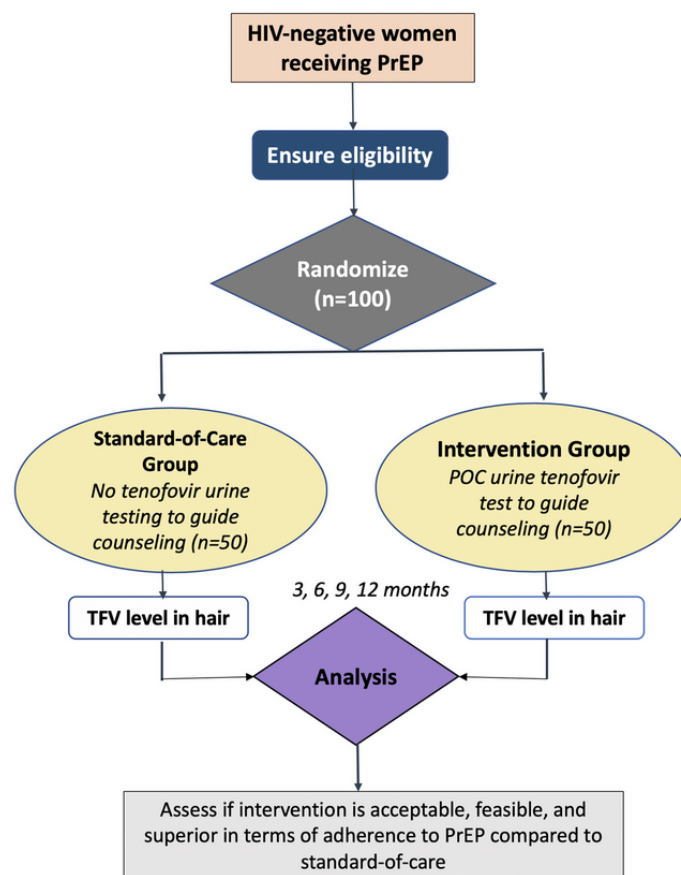 HIV-negative women
receiving PrEP
Ensure eligibility
Randomize
(n=100)
Standard-of-Care
Group
No tenofovir urine
testing to guide
counseling (n=50)
Intervention Group
POC urine tenofovir
test to guide
counseling (n=50)
3, 6, 9, 12 months
TFV level in hair
TFV level in hair
Analysis
Assess if intervention is acceptable, feasible, and
superior in terms of adherence to PrEP compared to
standard-of-care